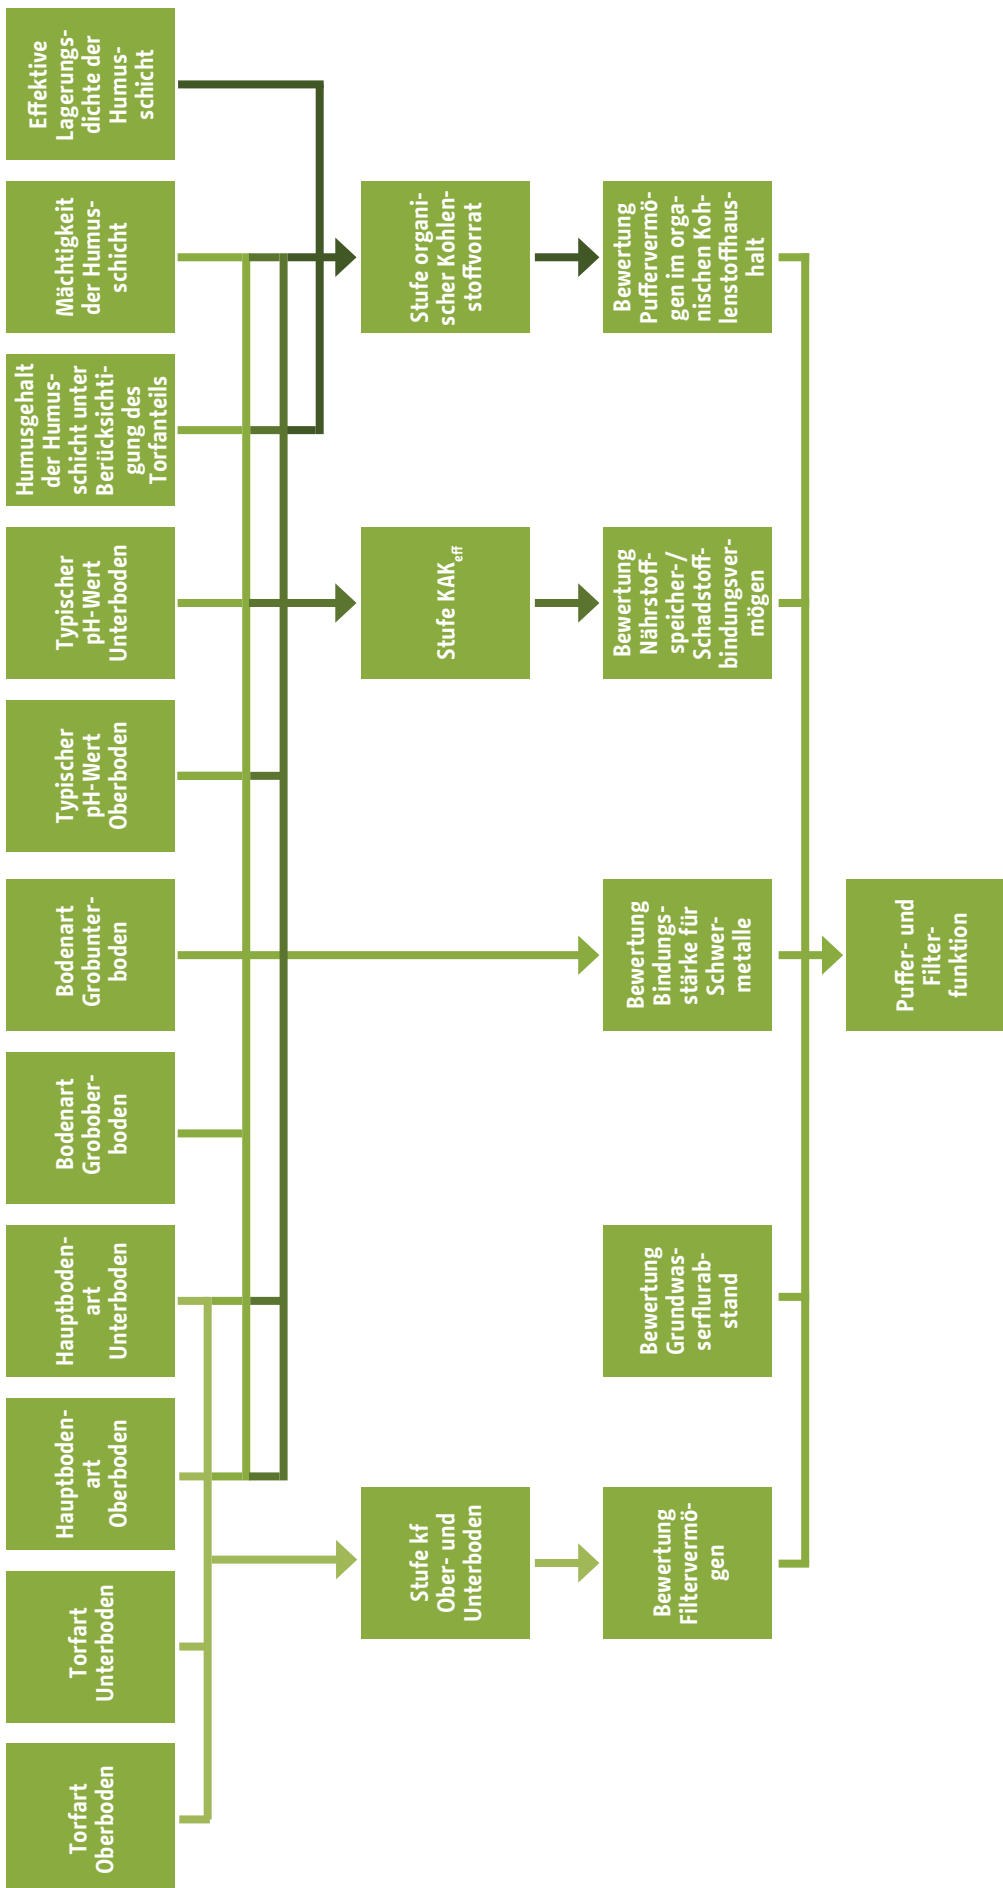 Torfart
Oberboden
Torfart
Unterboden
Hauptboden-
art
Oberboden
Hauptboden-
art
Unterboden
Bodenart
Grobober-
boden
Bodenart
Grobunter-
boden
Typischer
pH-Wert
Oberboden
Typischer
pH-Wert
Unterboden
Humusgehalt
der Humus-
schicht unter
Berücksichti-
gung des
Torfanteils
Mächtigkeit
der Humus-
schicht
Effektive
Lagerungs-
dichte der
Humus-
schicht
Stufe kf
Ober- und
Unterboden
Stufe KAKeff
Stufe organi-
scher Kohlen-
stoffvorrat
Bewertung
Filtervermö-
gen
Bewertung
Grundwas-
serflurab-
stand
Bewertung
Bindungs-
stärke für
Schwer-
metalle
Bewertung
Nährstoff-
speicher-/
Schadstoff-
bindungsver-
mögen
Bewertung
Puffervermö-
gen im orga-
nischen Koh-
lenstoffhaus-
halt
Puffer- und
Filter-
funktion